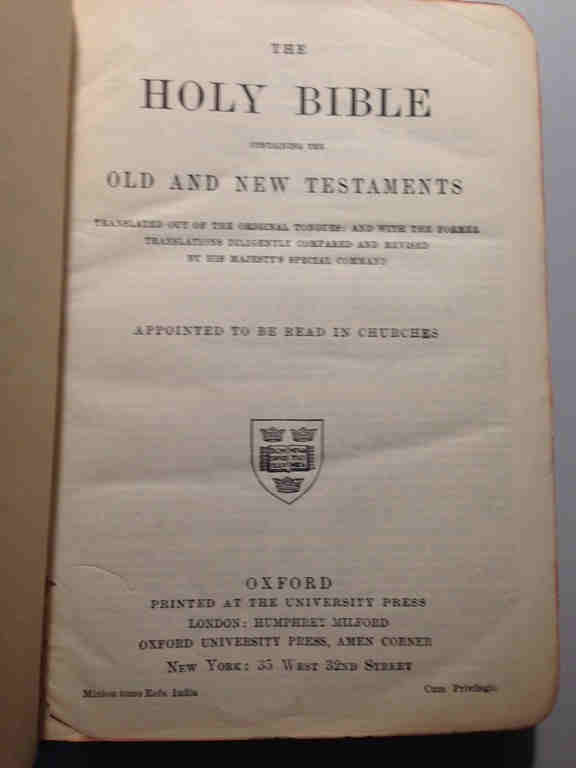 THE
HOLY BIBLE
CONTAINING THE
OLD AND NEW TESTAMENTS
TRANSLATED OUT OF THE ORIGINAL TONGUES: AND WITH THE FORMER
TRANSLATIONS DILIGENTLY COMPARED AND REVISED
BY HIS MAJESTY'S SPECIAL COMMAND
APPOINTED TO BE READ IN CHURCHES
OXFORD
PRINTED AT THE UNIVERSITY PRESS
LONDON: HUMPHREY MILFORD
OXFORD UNIVERSITY PRESS, AMEN CORNER
NEW YORK: 35 WEST 32ND STREET
Minion Refs. India
Cum Privilegio